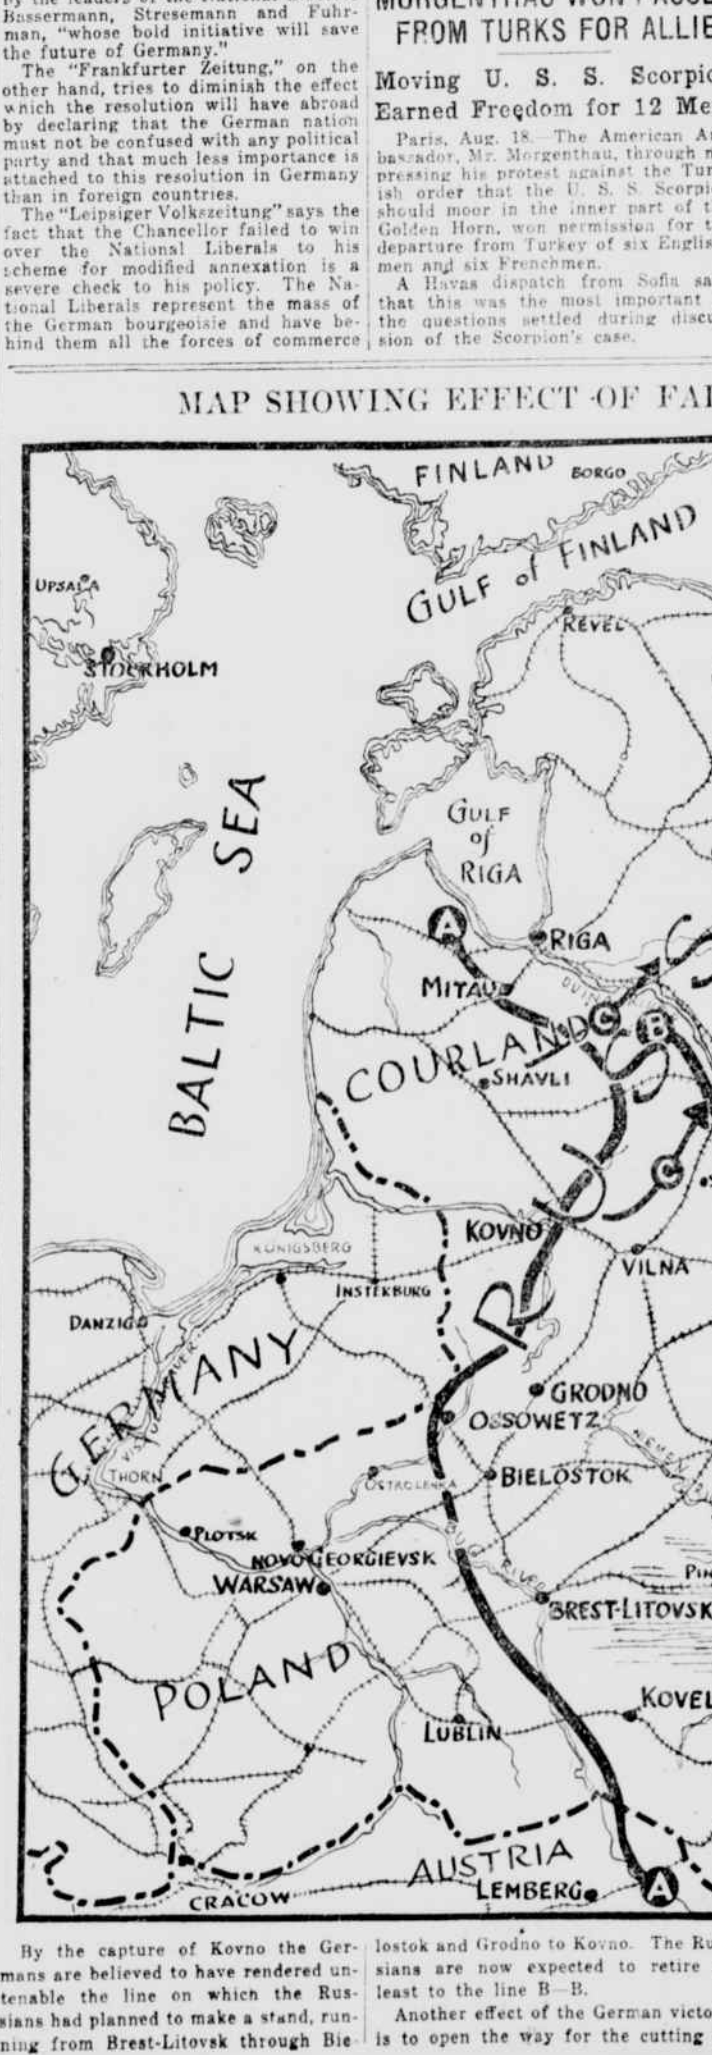 Bassermann, Stresemann and Fuhr-
man, "whose bold initiative will save
the future of Germany."
The "Frankfurter Zeitung," on the
other hand, tries to diminish the effect
which the resolution will have abroad
by declaring that the German nation
must not be confused with any political
party and that much less importance is
attached to this resolution in Germany
than in foreign countries.
The "Leipsiger Volkszeitung" says the
fact that the Chancellor failed to win
over the National Liberals to his
scheme for modified annexation is a
severe check to his policy. The Na-
tional Liberals represent the mass of
the German bourgeoisie and have be-
hind them all the forces of commerce
FROM TURKS FOR ALLIE
Moving U. S. S. Scorpio
Earned Freedom for 12 Me
Paris, Aug. 18.—The American Am
bassador, Mr. Morgenthau, through
pressing his protest against the Tur
ish order that the U. S. S. Scorpi
should moor in the inner part of t
Golden Horn, won permission for t
departure from Turkey of six Englis
men and six Frenchmen.
A Havas dispatch from Sofia sa
that this was the most important
the questions settled during discu
sion of the Scorpion's case.
MAP SHOWING EFFECT OF FAL
FINLAND
BORGO
GULF of FINLAND
UPSALA
REVEL
STOCKHOLM
BALTIC SEA
GULF
of
RIGA
A
RIGA
MITAU
DUINA
C
B
COURLAND
SHAVLI
RUSS
C
KOVNO
VILNA
KÖNIGSBERG
INSTERBURG
DANZIG
GERMANY
VISTULA RIVER
GRODNO
OSSOWETZ
NIEMEN
THORN
OSTROLENKA
BIELOSTOK
PLOTSK
NOVO GEORGIEVSK
BUG RIVER
WARSAW
PIN
BREST-LITOVSK
POLAND
KOVEL
LUBLIN
AUSTRIA
CRACOW
LEMBERG
A
By the capture of Kovno the Ger-
mans are believed to have rendered un-
tenable the line on which the Rus-
sians had planned to make a stand, run-
ning from Brest-Litovsk through Bie
lostok and Grodno to Kovno. The Ru
sians are now expected to retire
least to the line B—B.
Another effect of the German victo
is to open the way for the cutting